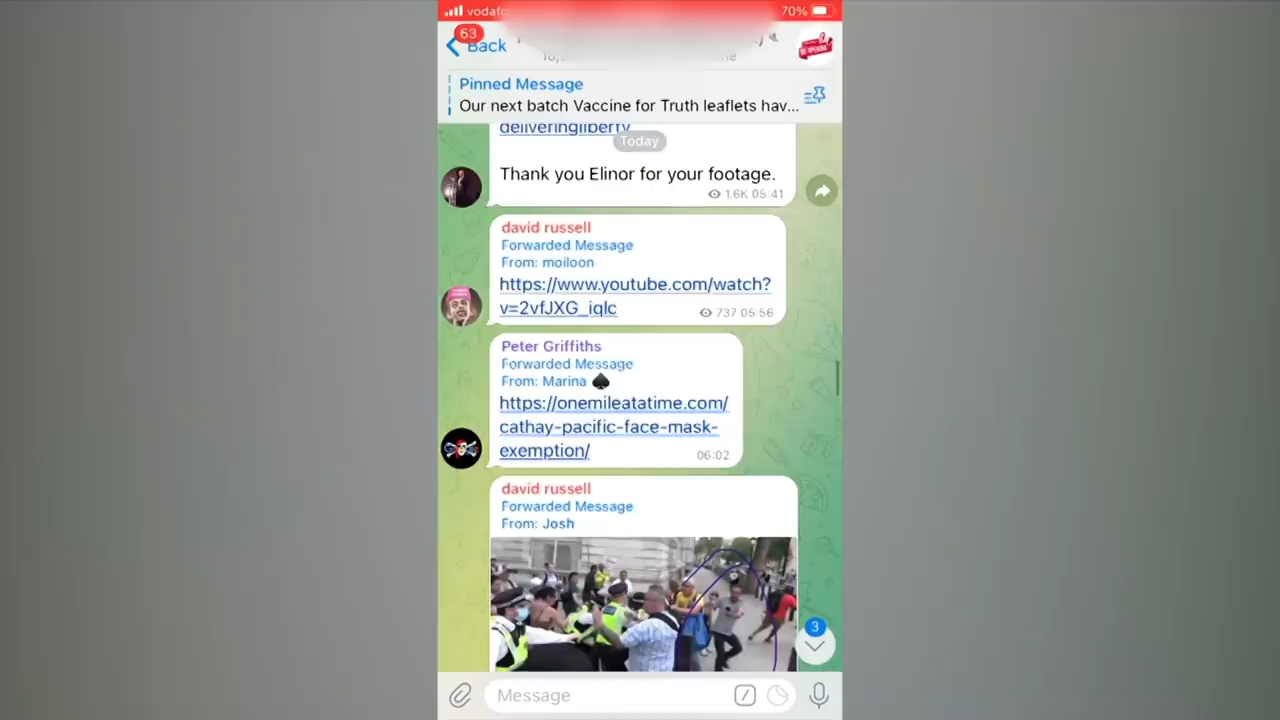 vodafo
70%
63
Back
Pinned Message
Our next batch Vaccine for Truth leaflets hav...
deliveringliberty
Today
Thank you Elinor for your footage.
1.6K 05:41
david russell
Forwarded Message
From: moiloon
https://www.youtube.com/watch?
v=2vfJXG_iqlc
737 05:56
Peter Griffiths
Forwarded Message
From: Marina ♠️
https://onemileatatime.com/
cathay-pacific-face-mask-
exemption/
06:02
david russell
Forwarded Message
From: Josh
3
Message